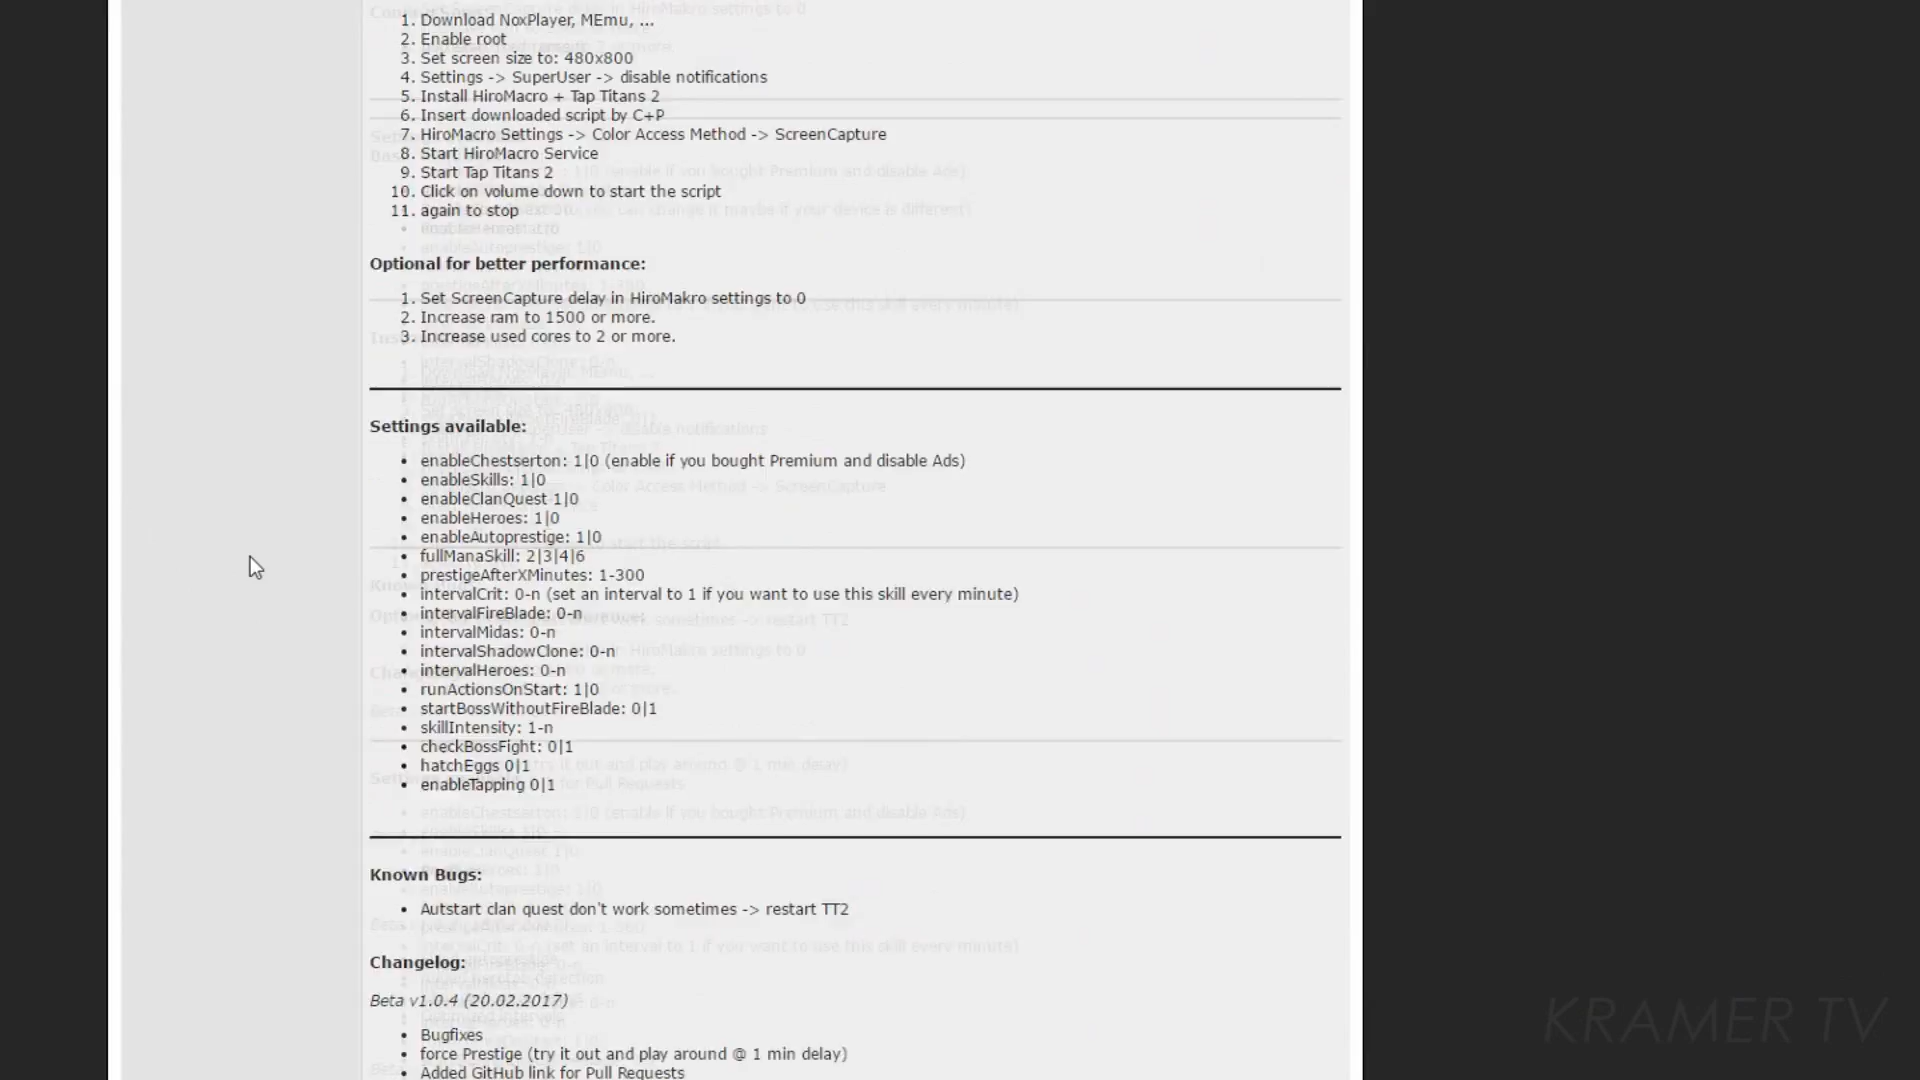 1. Download NoxPlayer, MEmu, ...
2. Enable root
3. Set screen size to: 480x800
4. Settings -> SuperUser -> disable notifications
5. Install HiroMacro + Tap Titans 2
6. Insert downloaded script by C+P
7. HiroMacro Settings -> Color Access Method -> ScreenCapture
8. Start HiroMacro Service
9. Start Tap Titans 2
10. Click on volume down to start the script
11. again to stop
Optional for better performance:
1. Set ScreenCapture delay in HiroMakro settings to 0
2. Increase ram to 1500 or more.
3. Increase used cores to 2 or more.
Settings available:
• enableChestserton: 1|0 (enable if you bought Premium and disable Ads)
• enableSkills: 1|0
• enableClanQuest 1|0
• enableHeroes: 1|0
• enableAutoprestige: 1|0
• fullManaSkill: 2|3|4|6
• prestigeAfterXMinutes: 1-300
• intervalCrit: 0-n (set an interval to 1 if you want to use this skill every minute)
• intervalFireBlade: 0-n
• intervalMidas: 0-n
• intervalShadowClone: 0-n
• intervalHeroes: 0-n
• runActionsOnStart: 1|0
• startBossWithoutFireBlade: 0|1
• skillIntensity: 1-n
• checkBossFight: 0|1
• hatchEggs 0|1
• enableTapping 0|1
Known Bugs:
• Autstart clan quest don't work sometimes -> restart TT2
Changelog:
Beta v1.0.4 (20.02.2017)
• Bugfixes
• force Prestige (try it out and play around @ 1 min delay)
• Added GitHub link for Pull Requests
KRAMER TV